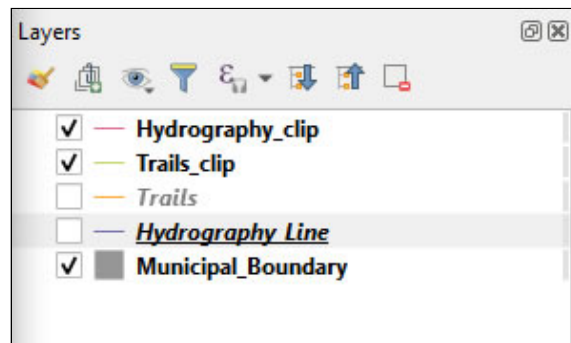 Layers
Hydrography_clip
Trails_clip
Trails
Hydrography Line
Municipal_Boundary